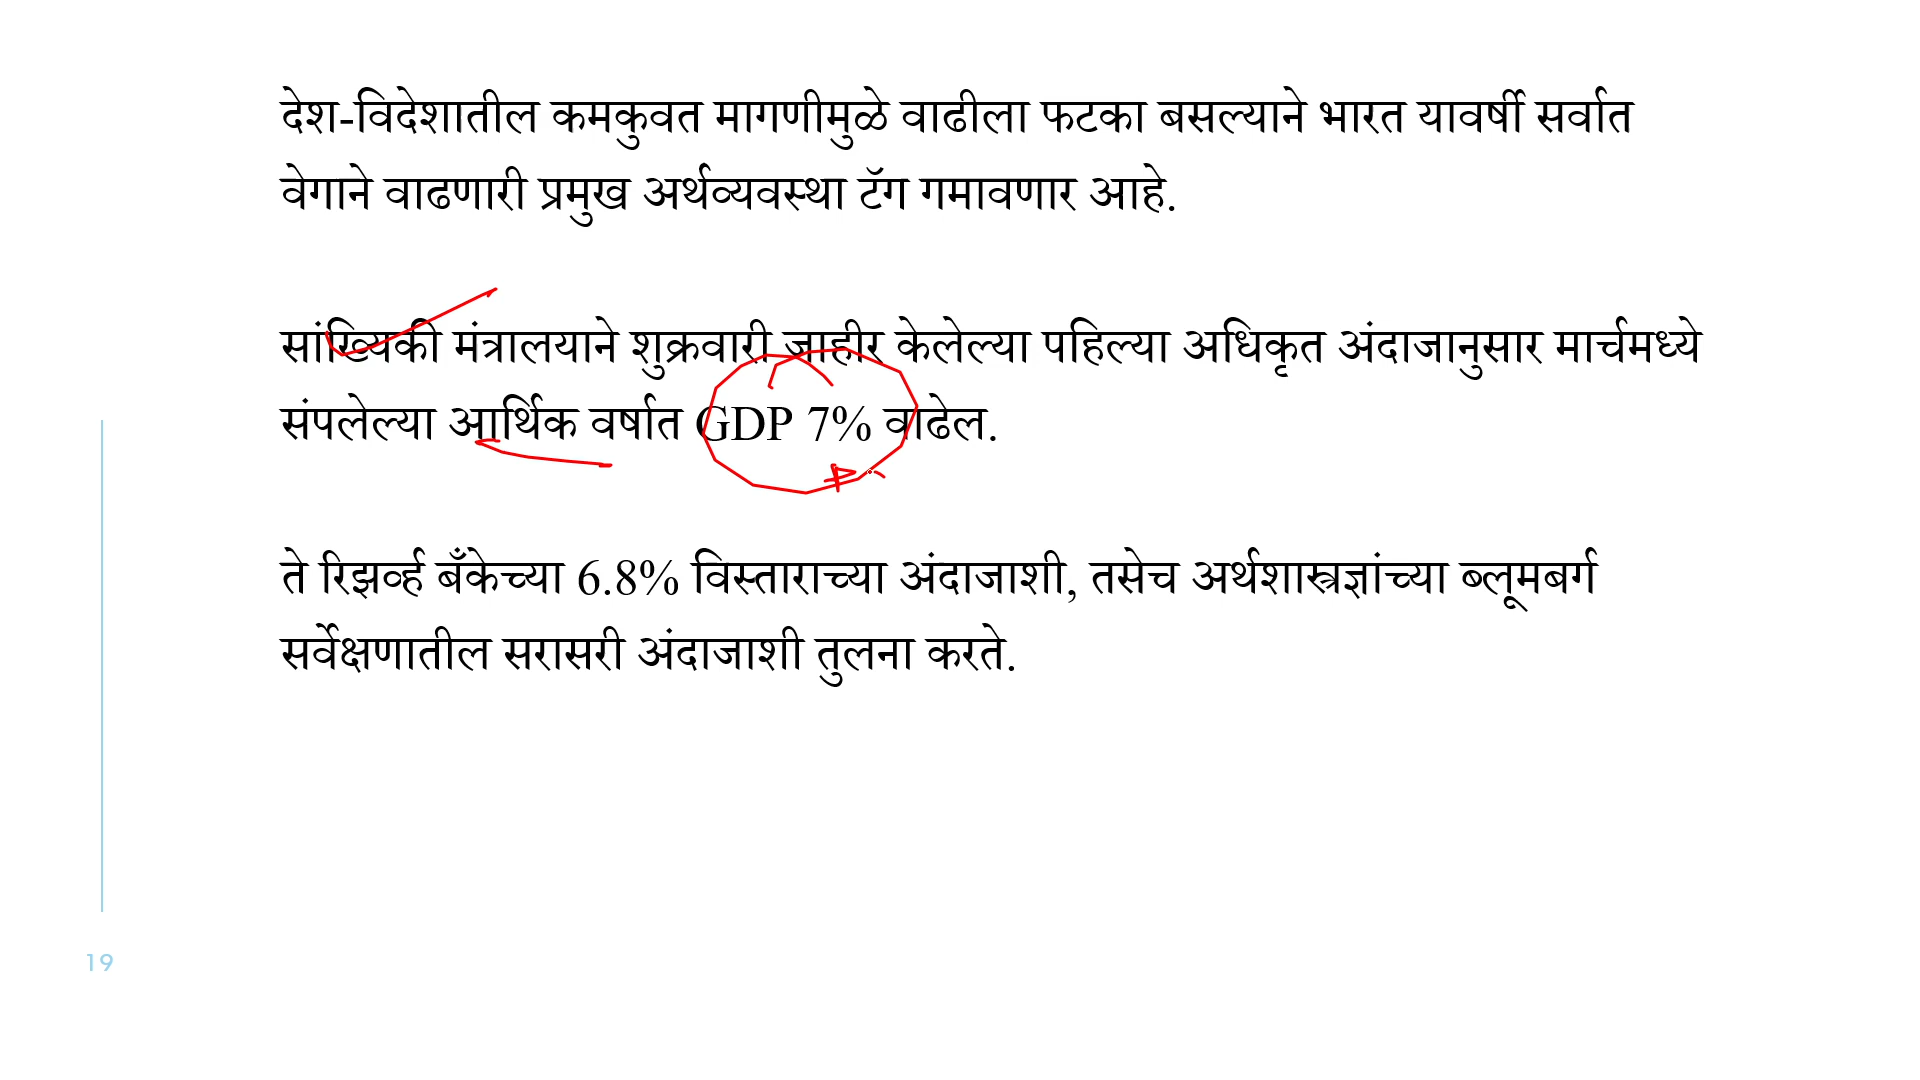 देश-विदेशातील कमकुवत मागणीमुळे वाढीला फटका बसल्याने भारत यावर्षी सर्वात
वेगाने वाढणारी प्रमुख अर्थव्यवस्था टॅग गमावणार आहे.
सांख्यिकी मंत्रालयाने शुक्रवारी जाहीर केलेल्या पहिल्या अधिकृत अंदाजानुसार मार्चमध्ये
संपलेल्या आर्थिक वर्षात GDP 7% वाढेल.
ते रिझर्व्ह बँकेच्या 6.8% विस्ताराच्या अंदाजाशी, तसेच अर्थशास्त्रज्ञांच्या ब्लूमबर्ग
सर्वेक्षणातील सरासरी अंदाजाशी तुलना करते.
19